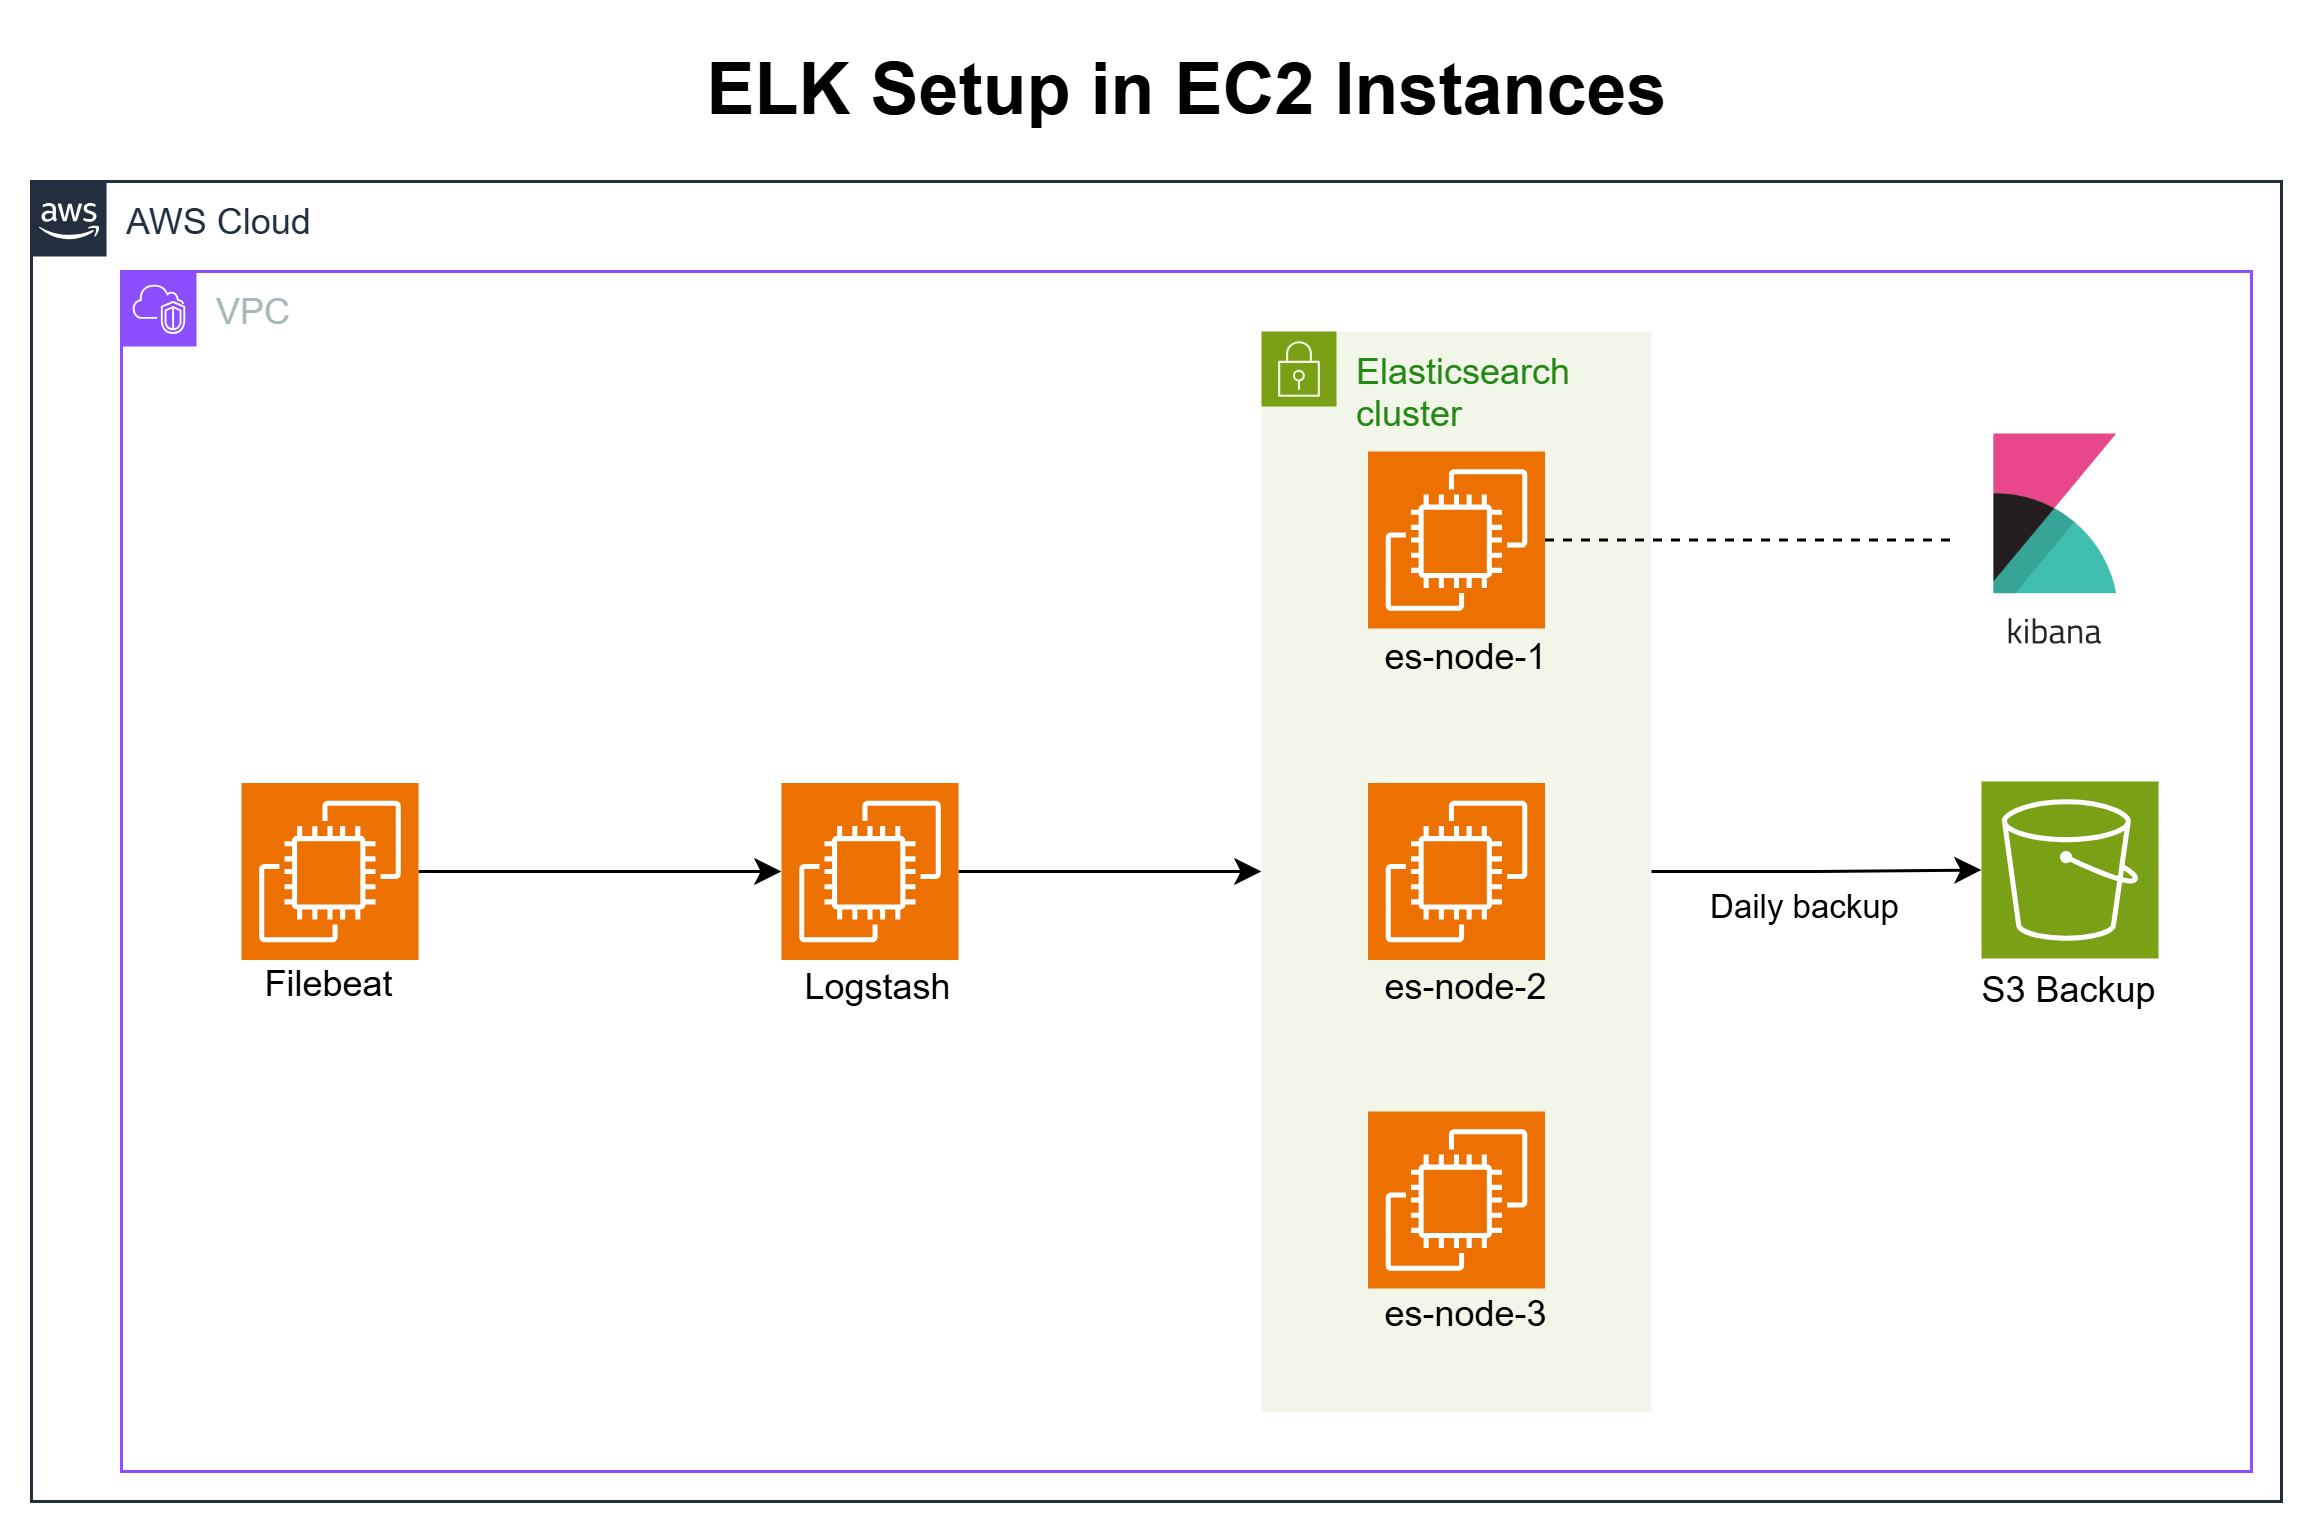 ELK Setup in EC2 Instances
aws
AWS Cloud
VPC
Elasticsearch
cluster
es-node-1
kibana
Filebeat
Logstash
es-node-2
Daily backup
S3 Backup
es-node-3